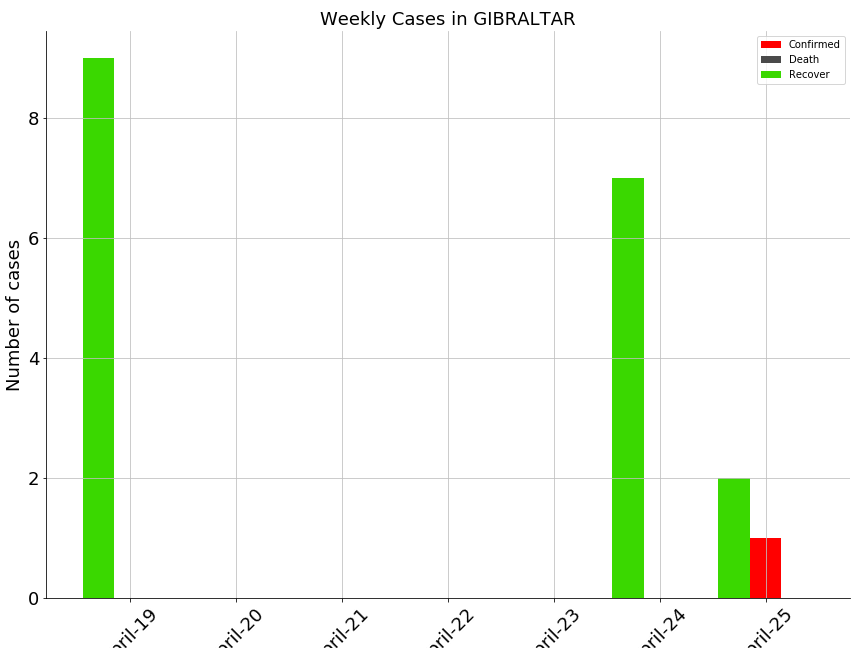 Weekly Cases in GIBRALTAR
Confirmed
Death
Recover
Number of cases
8
6
4
2
0
pril-19
pril-20
pril-21
pril-22
pril-23
pril-24
pril-25